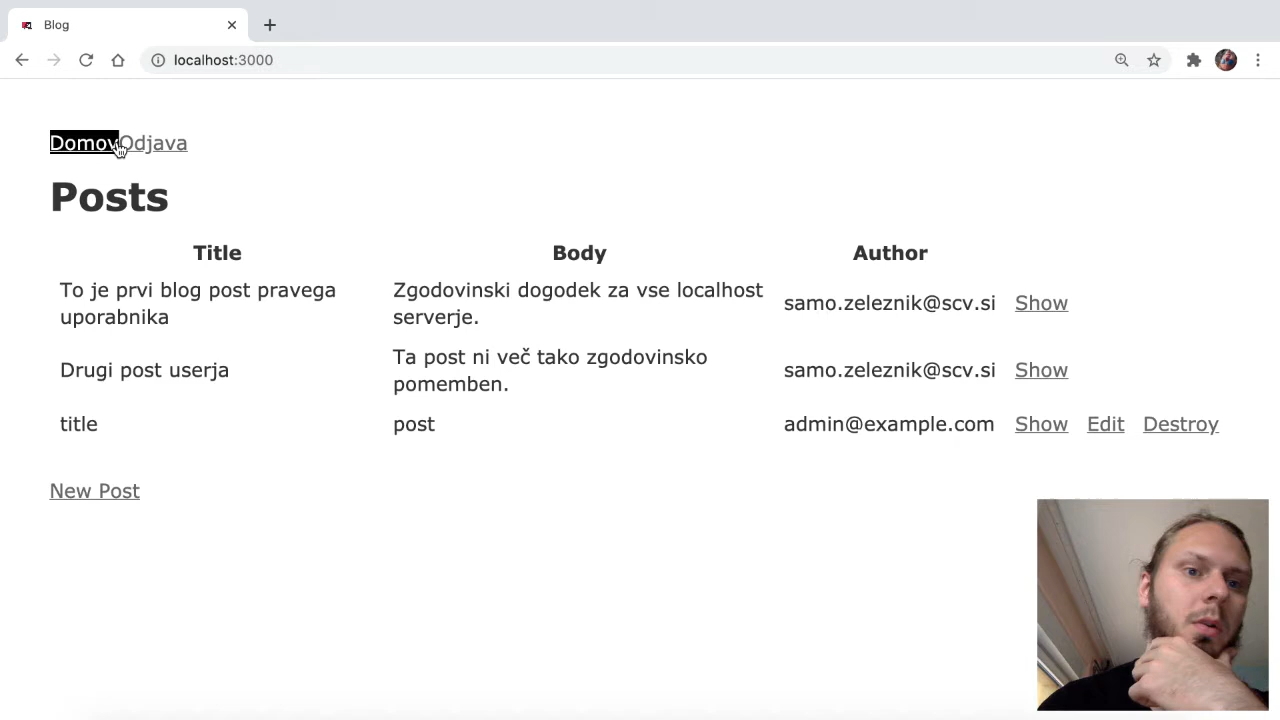 Blog
localhost:3000
Domov Odjava
Posts
Title Body Author
To je prvi blog post pravega uporabnika
Zgodovinski dogodek za vse localhost serverje.
samo.zeleznik@scv.si Show
Drugi post userja
Ta post ni več tako zgodovinsko pomemben.
samo.zeleznik@scv.si Show
title post admin@example.com Show Edit Destroy
New Post